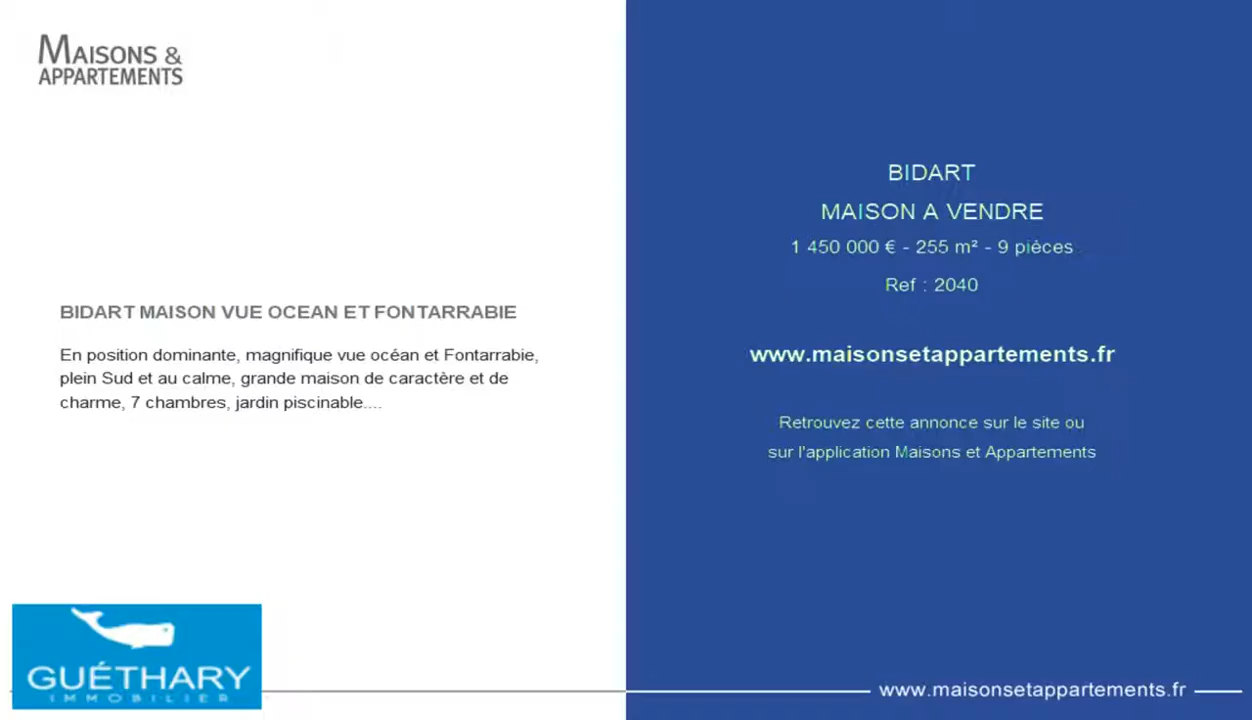 MAISONS &
APPARTEMENTS
BIDART MAISON VUE OCEAN ET FONTARRABIE
En position dominante, magnifique vue océan et Fontarrabie,
plein Sud et au calme, grande maison de caractère et de
charme, 7 chambres, jardin piscinable....
GUÉTHARY
IMMOBILIER
BIDART
MAISON A VENDRE
1 450 000 € - 255 m² - 9 pièces
Ref : 2040
www.maisonsetappartements.fr
Retrouvez cette annonce sur le site ou
sur l'application Maisons et Appartements
www.maisonsetappartements.fr